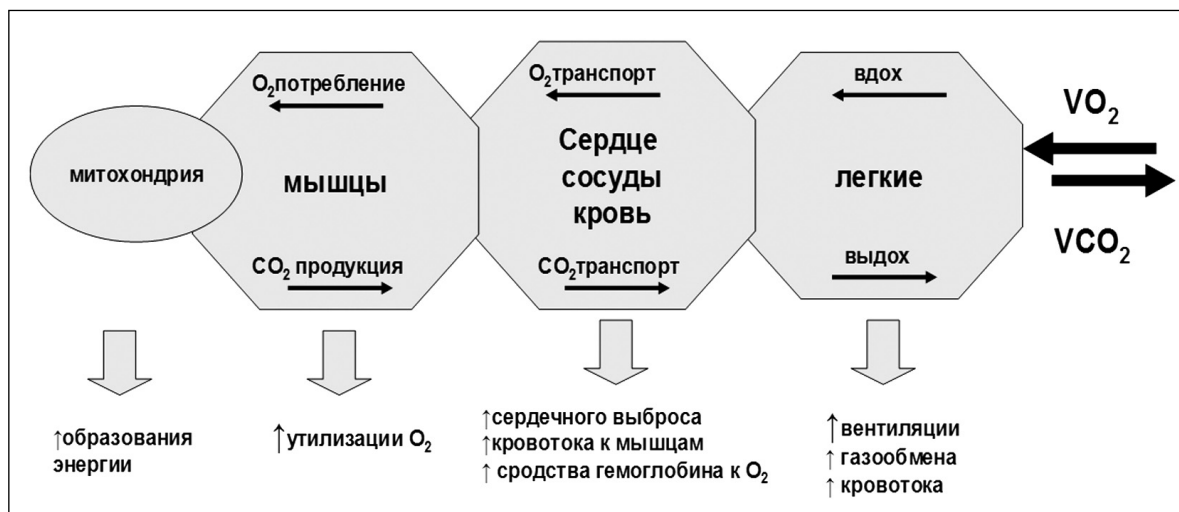 O₂потребление
O₂транспорт
вдох
VO₂
митохондрия
мышцы
Сердце
сосуды
кровь
легкие
CO₂ продукция
CO₂транспорт
выдох
VCO₂
↑образования
энергии
↑утилизации O₂
↑сердечного выброса
↑кровотока к мышцам
↑ сродства гемоглобина к O₂
↑вентиляции
↑ газообмена
↑ кровотока